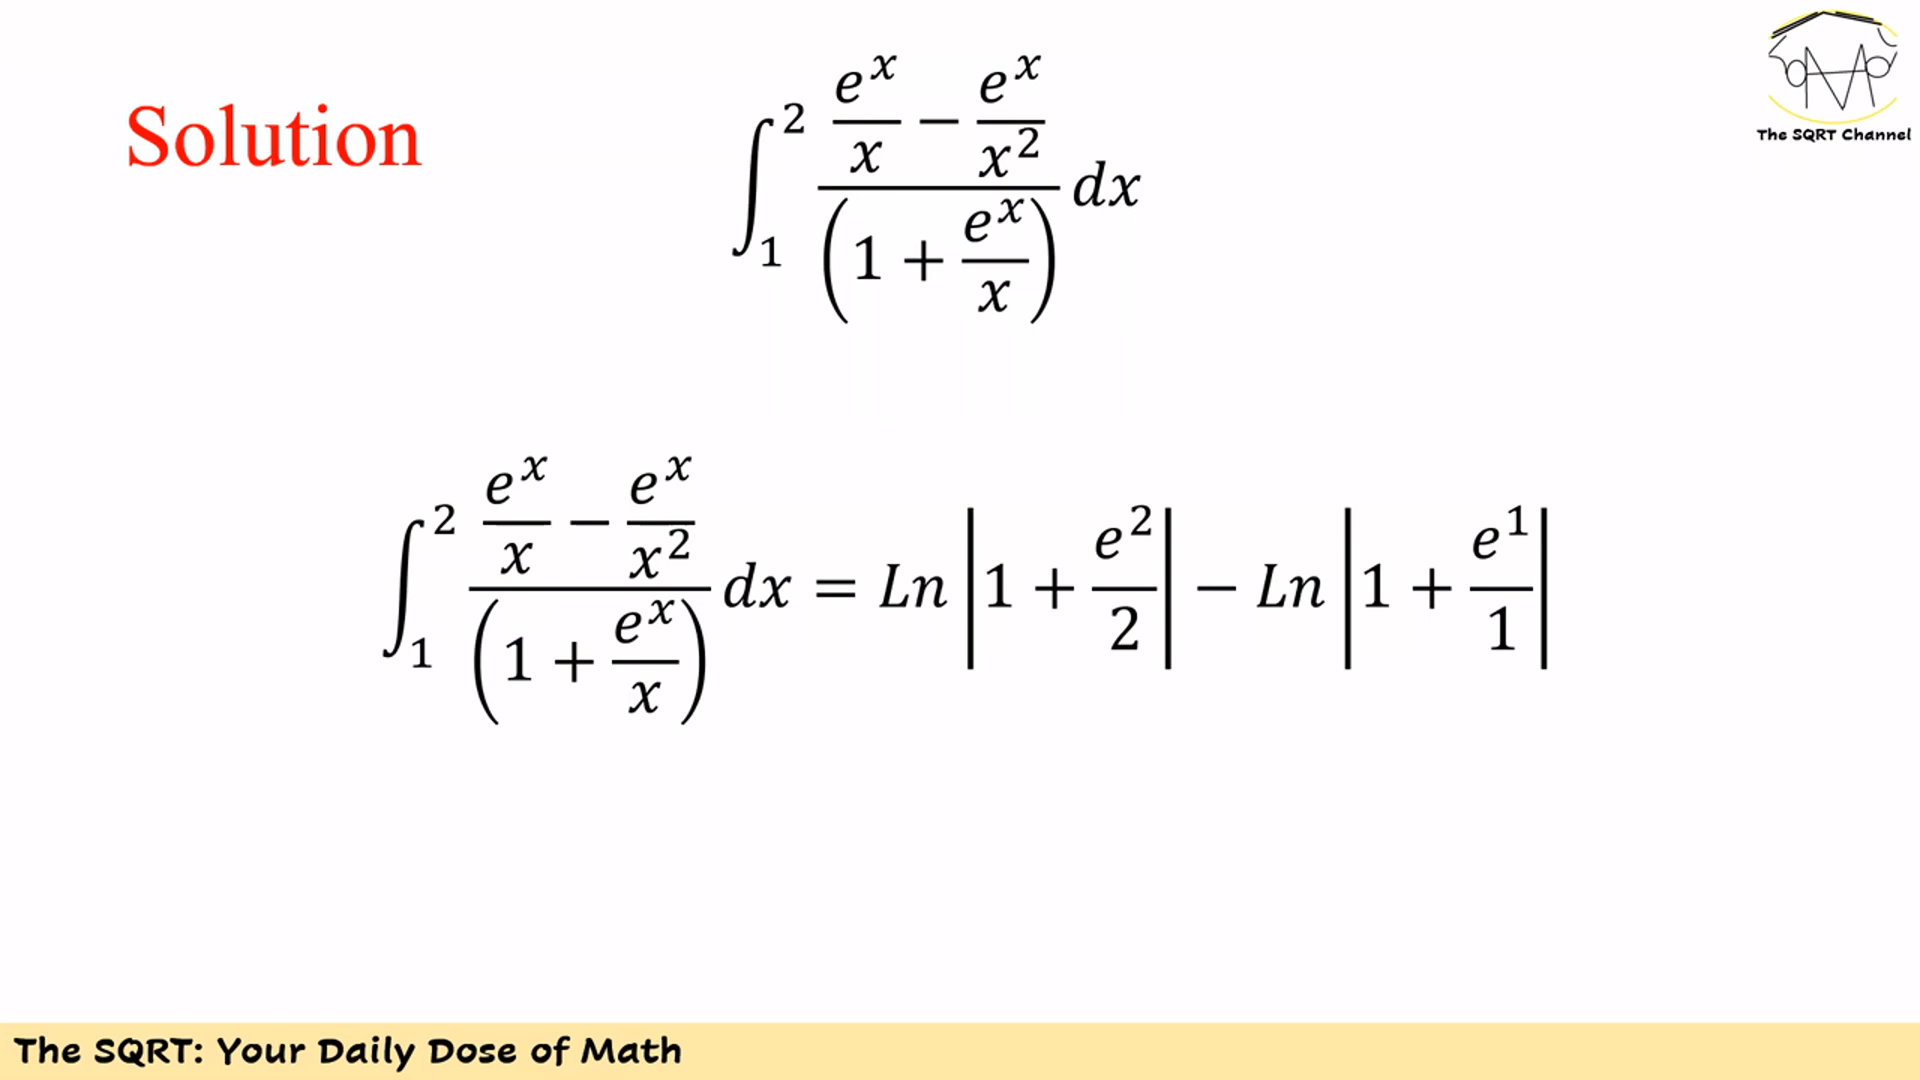 Solution
∫₁² (eˣ/x − eˣ/x²)/(1 + eˣ/x) dx
The SQRT Channel
∫₁² (eˣ/x − eˣ/x²)/(1 + eˣ/x) dx = Ln |1 + e²/2| − Ln |1 + e¹/1|
The SQRT: Your Daily Dose of Math